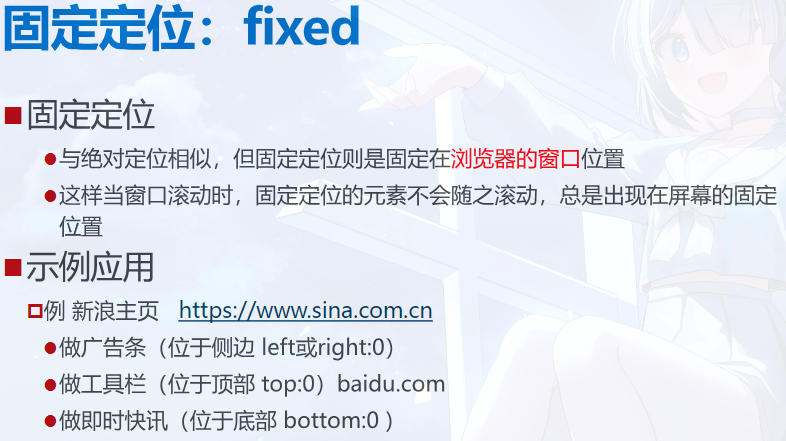 固定定位：fixed
固定定位
与绝对定位相似，但固定定位则是固定在浏览器的窗口位置
这样当窗口滚动时，固定定位的元素不会随之滚动，总是出现在屏幕的固定
位置
示例应用
例 新浪主页 https://www.sina.com.cn
做广告条（位于侧边 left或right:0）
做工具栏（位于顶部 top:0）baidu.com
做即时快讯（位于底部 bottom:0 ）